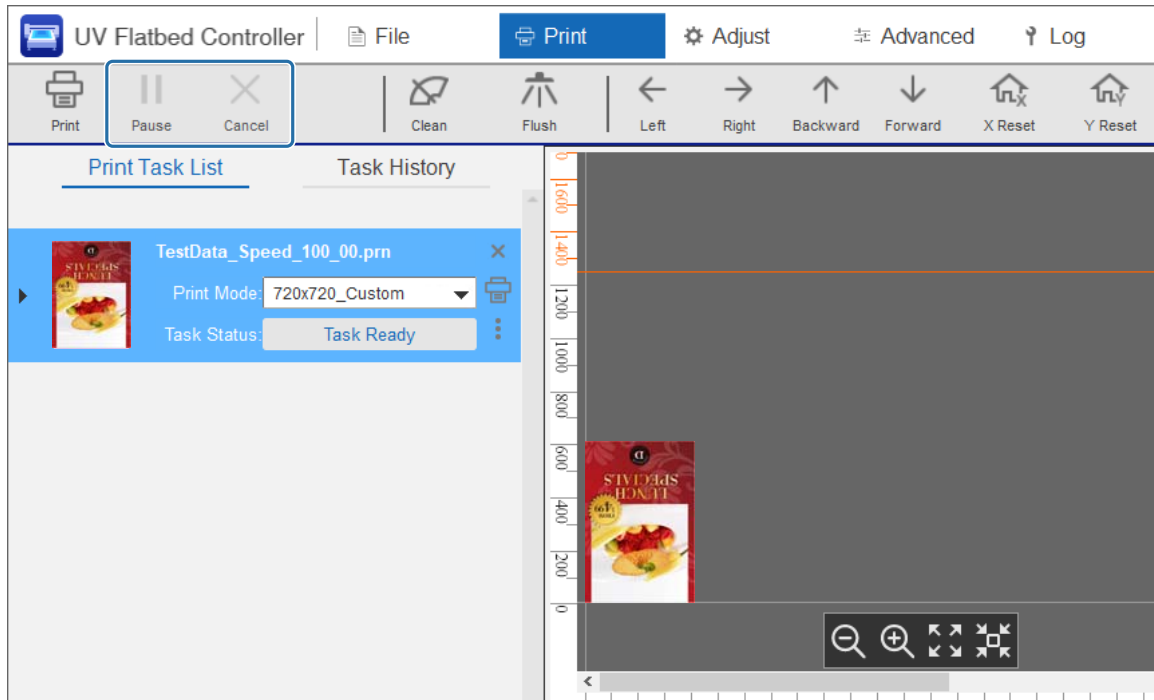 UV Flatbed Controller File Print Adjust Advanced Log
Print Pause Cancel Clean Flush Left Right Backward Forward X Reset Y Reset
Print Task List Task History
TestData_Speed_100_00.prn
Print Mode: 720x720_Custom
Task Status: Task Ready
1600
1400
1200
1000
800
600
400
200
0
LUNCH
SPECIALS